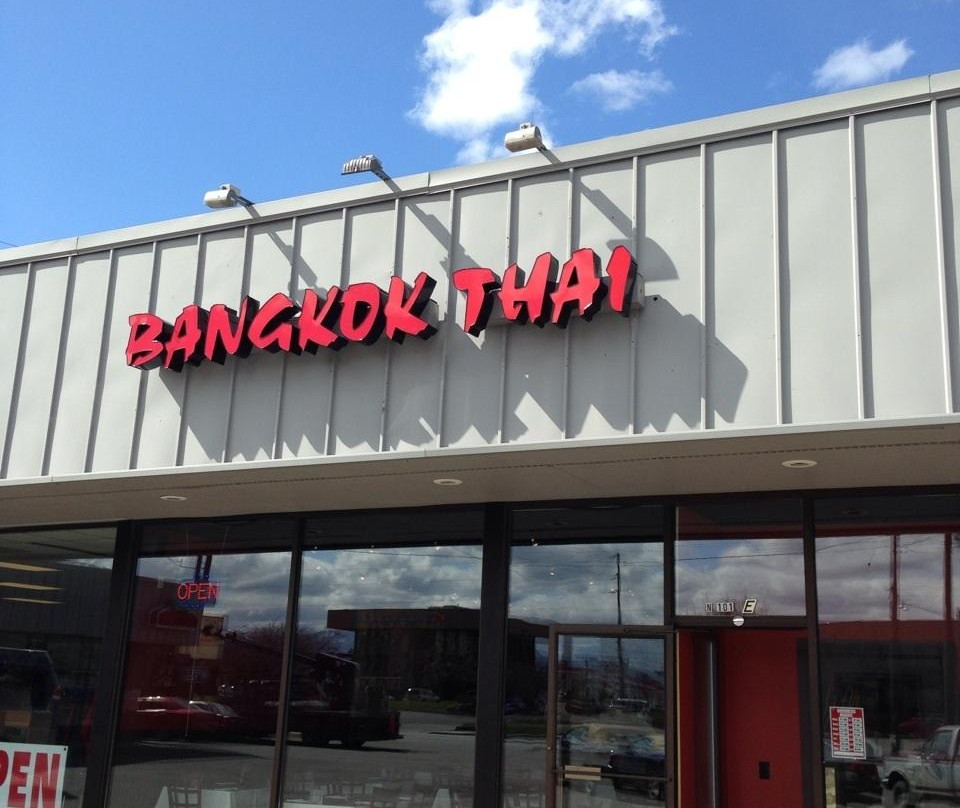 BANGKOK THAI
OPEN
N 101 E
PEN